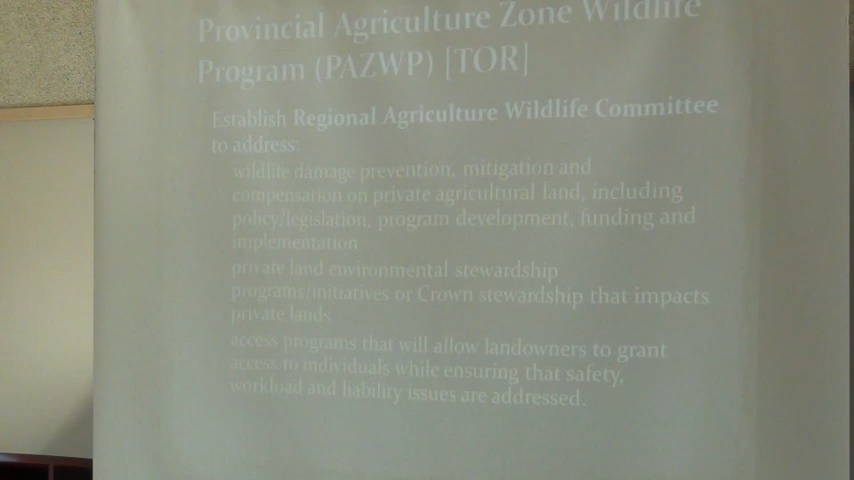 Provincial Agriculture Zone Wildlife
Program (PAZWP) [TOR]
Establish Regional Agriculture Wildlife Committee
to address:
wildlife damage prevention, mitigation and
compensation on private agricultural land, including
policy/legislation, program development, funding and
implementation
private land environmental stewardship
programs/initiatives or Crown stewardship that impacts
private lands
access programs that will allow landowners to grant
access to individuals while ensuring that safety,
workload and liability issues are addressed.